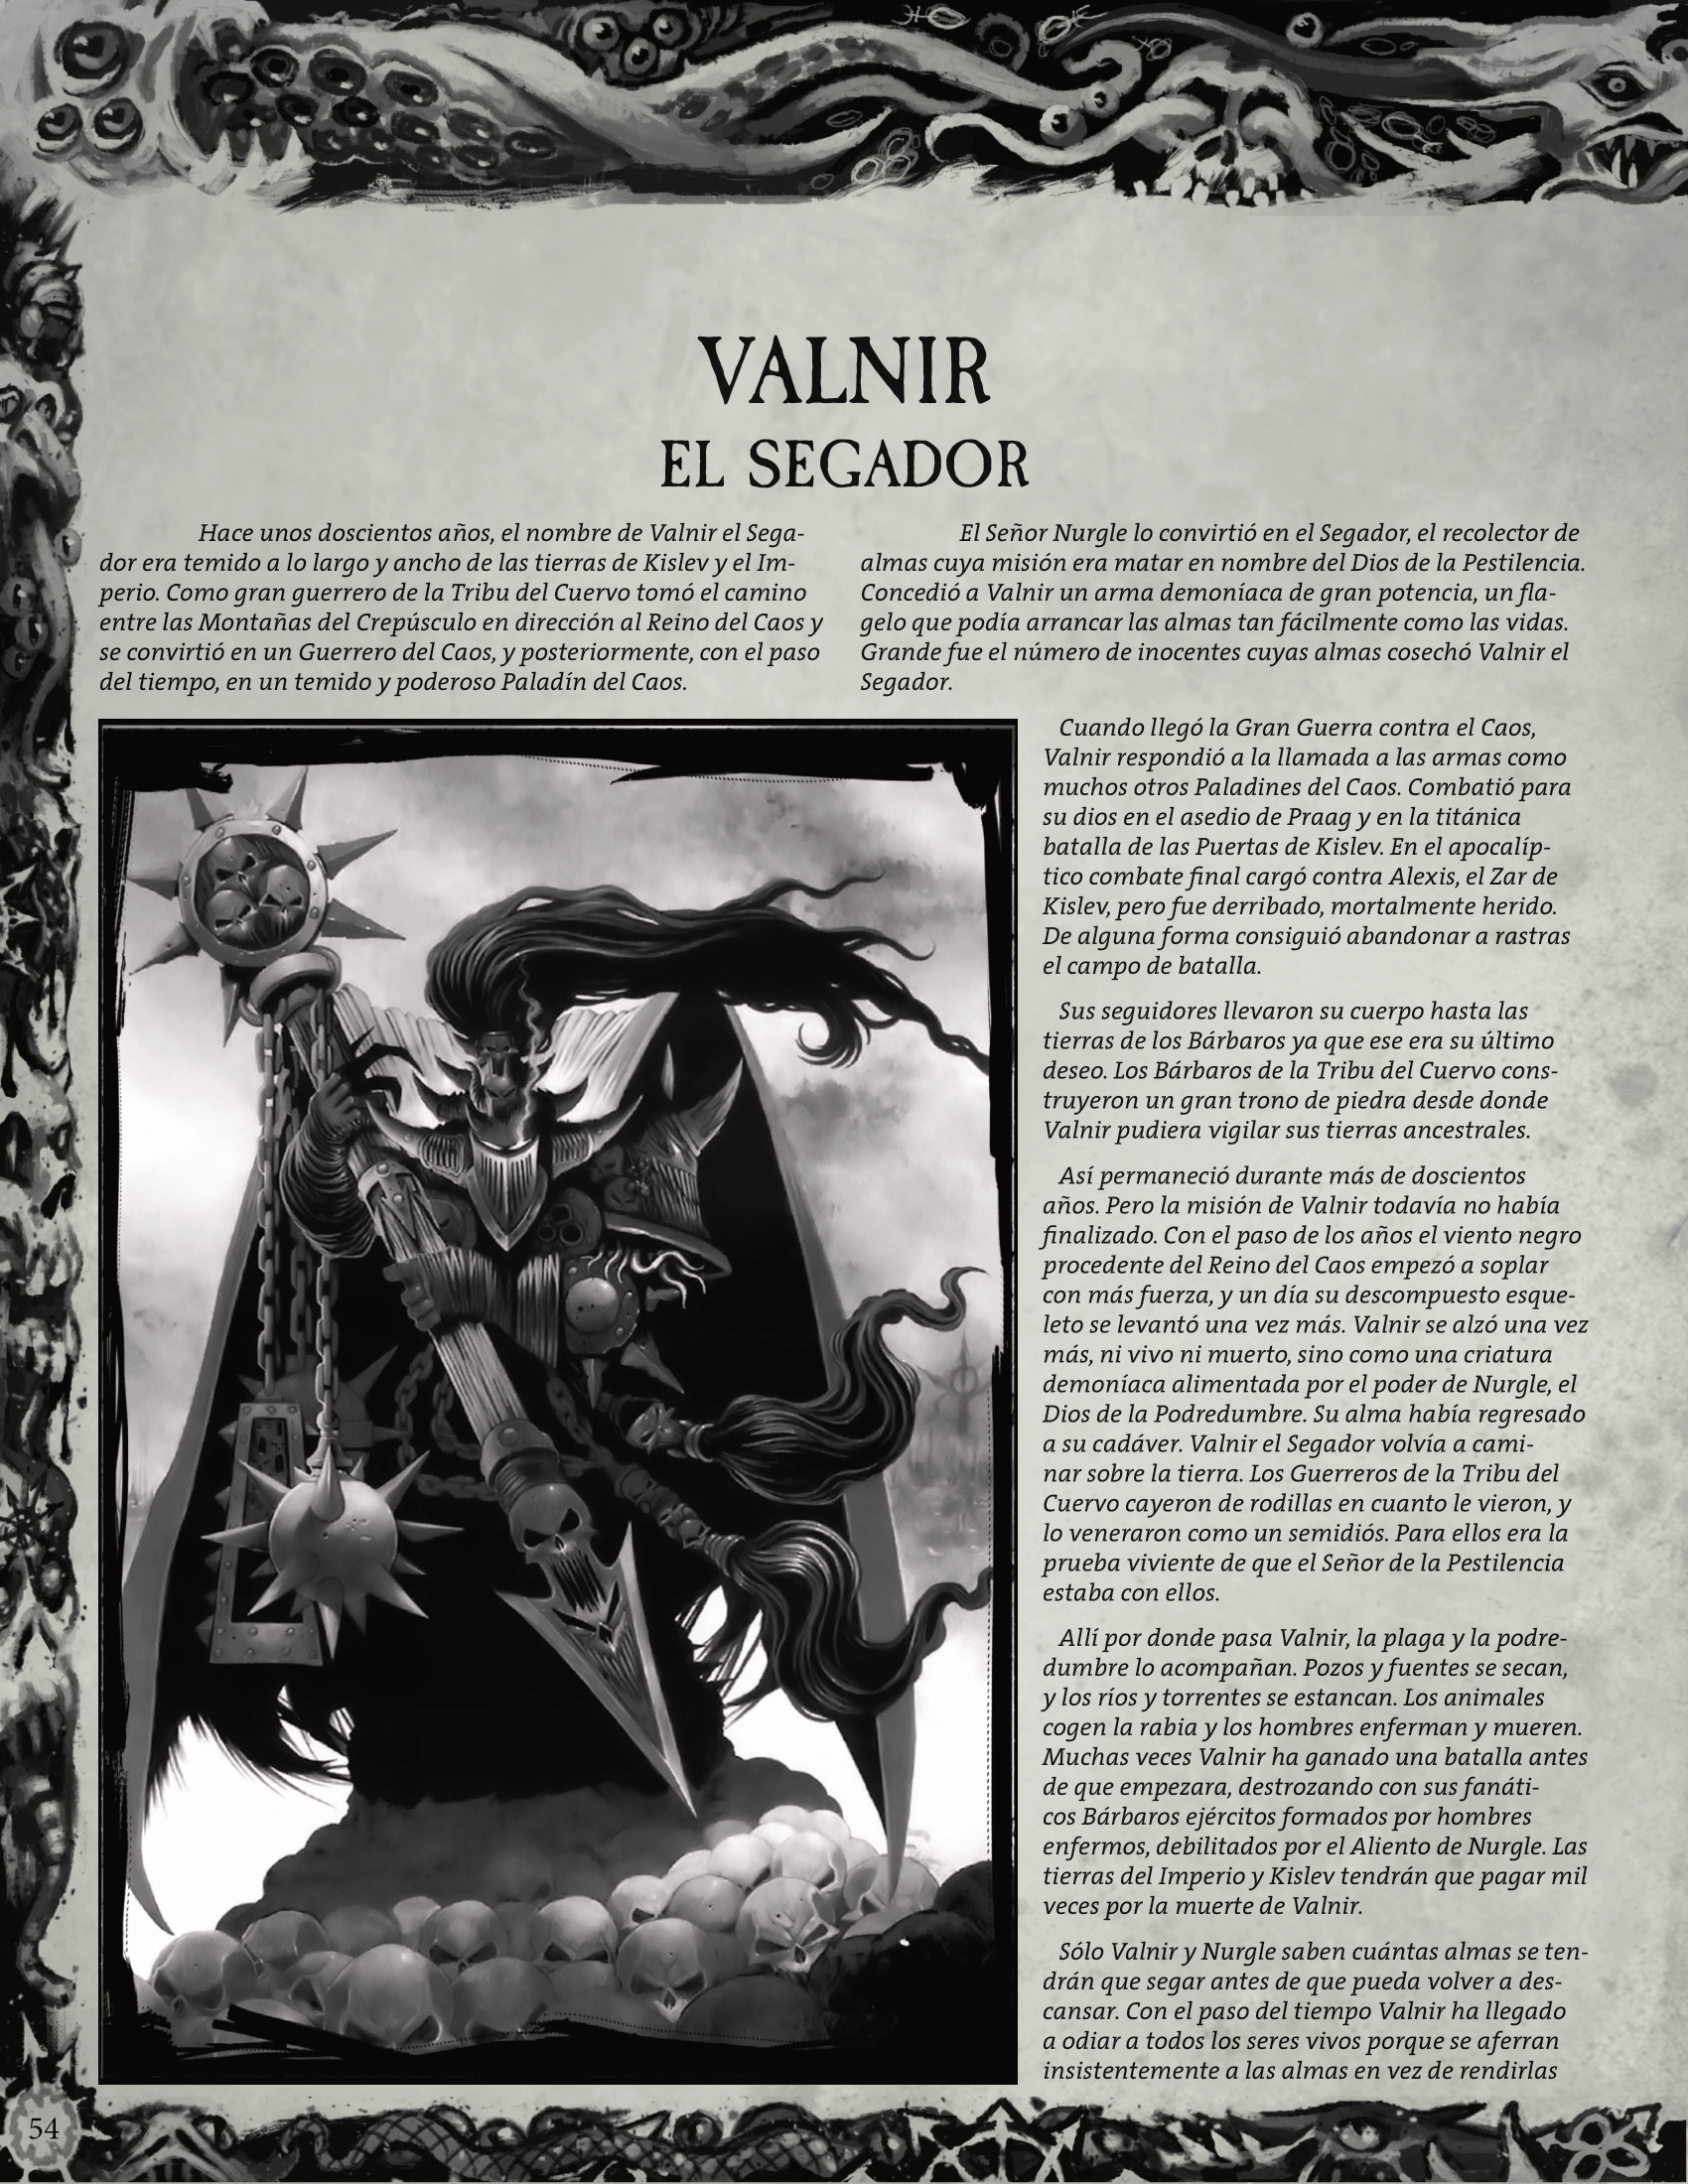 VALNIR
EL SEGADOR
Hace unos doscientos años, el nombre de Valnir el Sega-
dor era temido a lo largo y ancho de las tierras de Kislev y el Im-
perio. Como gran guerrero de la Tribu del Cuervo tomó el camino
entre las Montañas del Crepúsculo en dirección al Reino del Caos y
se convirtió en un Guerrero del Caos, y posteriormente, con el paso
del tiempo, en un temido y poderoso Paladín del Caos.
El Señor Nurgle lo convirtió en el Segador, el recolector de
almas cuya misión era matar en nombre del Dios de la Pestilencia.
Concedió a Valnir un arma demoníaca de gran potencia, un fla-
gelo que podía arrancar las almas tan fácilmente como las vidas.
Grande fue el número de inocentes cuyas almas cosechó Valnir el
Segador.
Cuando llegó la Gran Guerra contra el Caos,
Valnir respondió a la llamada a las armas como
muchos otros Paladines del Caos. Combatió para
su dios en el asedio de Praag y en la titánica
batalla de las Puertas de Kislev. En el apocalíp-
tico combate final cargó contra Alexis, el Zar de
Kislev, pero fue derribado, mortalmente herido.
De alguna forma consiguió abandonar a rastras
el campo de batalla.
Sus seguidores llevaron su cuerpo hasta las
tierras de los Bárbaros ya que ese era su último
deseo. Los Bárbaros de la Tribu del Cuervo cons-
truyeron un gran trono de piedra desde donde
Valnir pudiera vigilar sus tierras ancestrales.
Así permaneció durante más de doscientos
años. Pero la misión de Valnir todavía no había
finalizado. Con el paso de los años el viento negro
procedente del Reino del Caos empezó a soplar
con más fuerza, y un día su descompuesto esque-
leto se levantó una vez más. Valnir se alzó una vez
más, ni vivo ni muerto, sino como una criatura
demoníaca alimentada por el poder de Nurgle, el
Dios de la Podredumbre. Su alma había regresado
a su cadáver. Valnir el Segador volvía a cami-
nar sobre la tierra. Los Guerreros de la Tribu del
Cuervo cayeron de rodillas en cuanto le vieron, y
lo veneraron como un semidiós. Para ellos era la
prueba viviente de que el Señor de la Pestilencia
estaba con ellos.
Allí por donde pasa Valnir, la plaga y la podre-
dumbre lo acompañan. Pozos y fuentes se secan,
y los ríos y torrentes se estancan. Los animales
cogen la rabia y los hombres enferman y mueren.
Muchas veces Valnir ha ganado una batalla antes
de que empezara, destrozando con sus fanáti-
cos Bárbaros ejércitos formados por hombres
enfermos, debilitados por el Aliento de Nurgle. Las
tierras del Imperio y Kislev tendrán que pagar mil
veces por la muerte de Valnir.
Sólo Valnir y Nurgle saben cuántas almas se ten-
drán que segar antes de que pueda volver a des-
cansar. Con el paso del tiempo Valnir ha llegado
a odiar a todos los seres vivos porque se aferran
insistentemente a las almas en vez de rendirlas
54